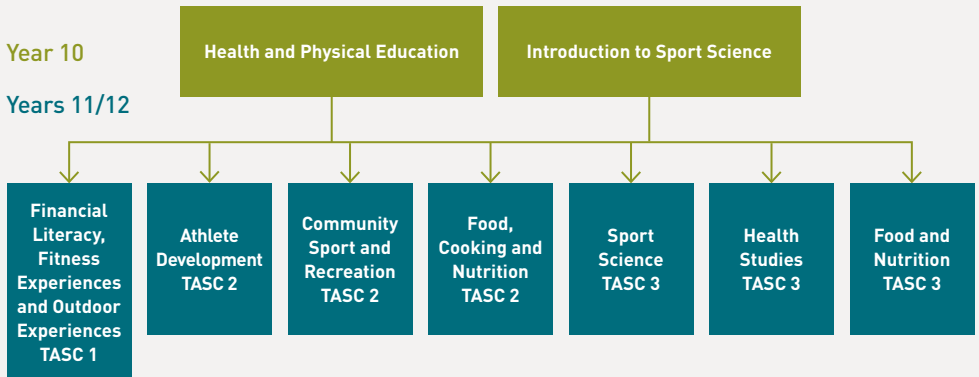 Year 10
Health and Physical Education
Introduction to Sport Science
Years 11/12
Financial
Literacy,
Fitness
Experiences
and Outdoor
Experiences
TASC 1
Athlete
Development
TASC 2
Community
Sport and
Recreation
TASC 2
Food,
Cooking and
Nutrition
TASC 2
Sport
Science
TASC 3
Health
Studies
TASC 3
Food and
Nutrition
TASC 3